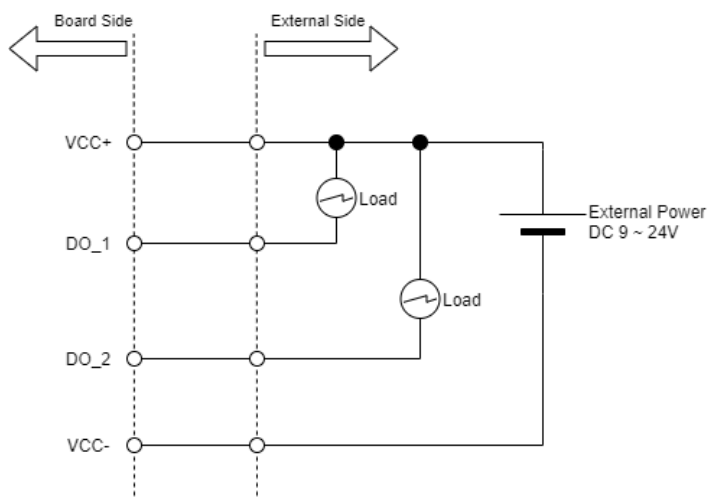 Board Side
External Side
VCC+
Load
External Power
DC 9 ~ 24V
DO_1
Load
DO_2
VCC-